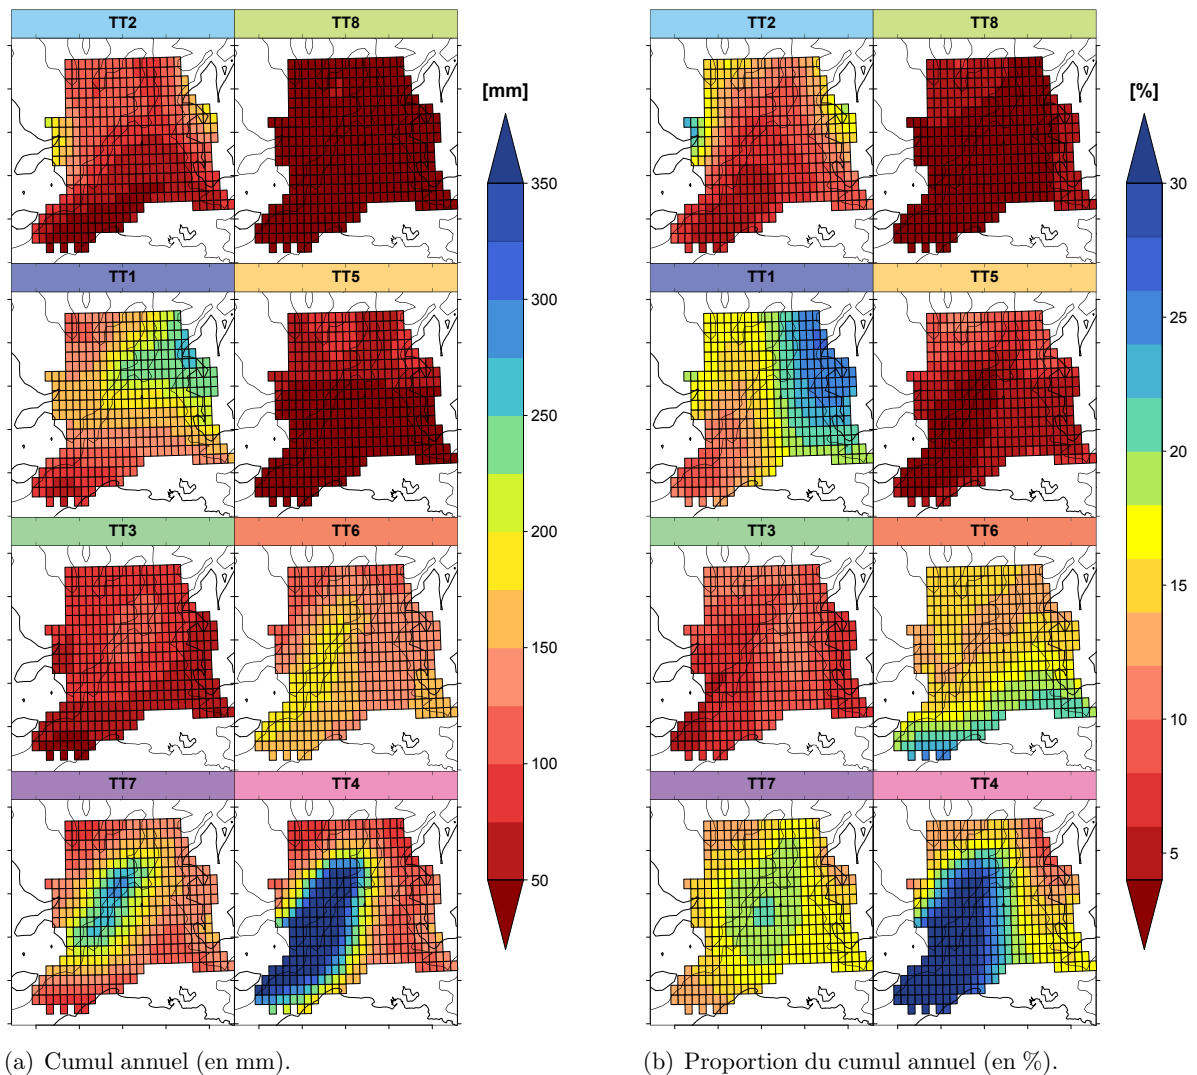 TT2 TT8
[mm]
350
300
250
200
150
100
50
TT1 TT5
TT3 TT6
TT7 TT4
(a) Cumul annuel (en mm).
TT2 TT8
[%]
30
25
20
15
10
5
TT1 TT5
TT3 TT6
TT7 TT4
(b) Proportion du cumul annuel (en %).